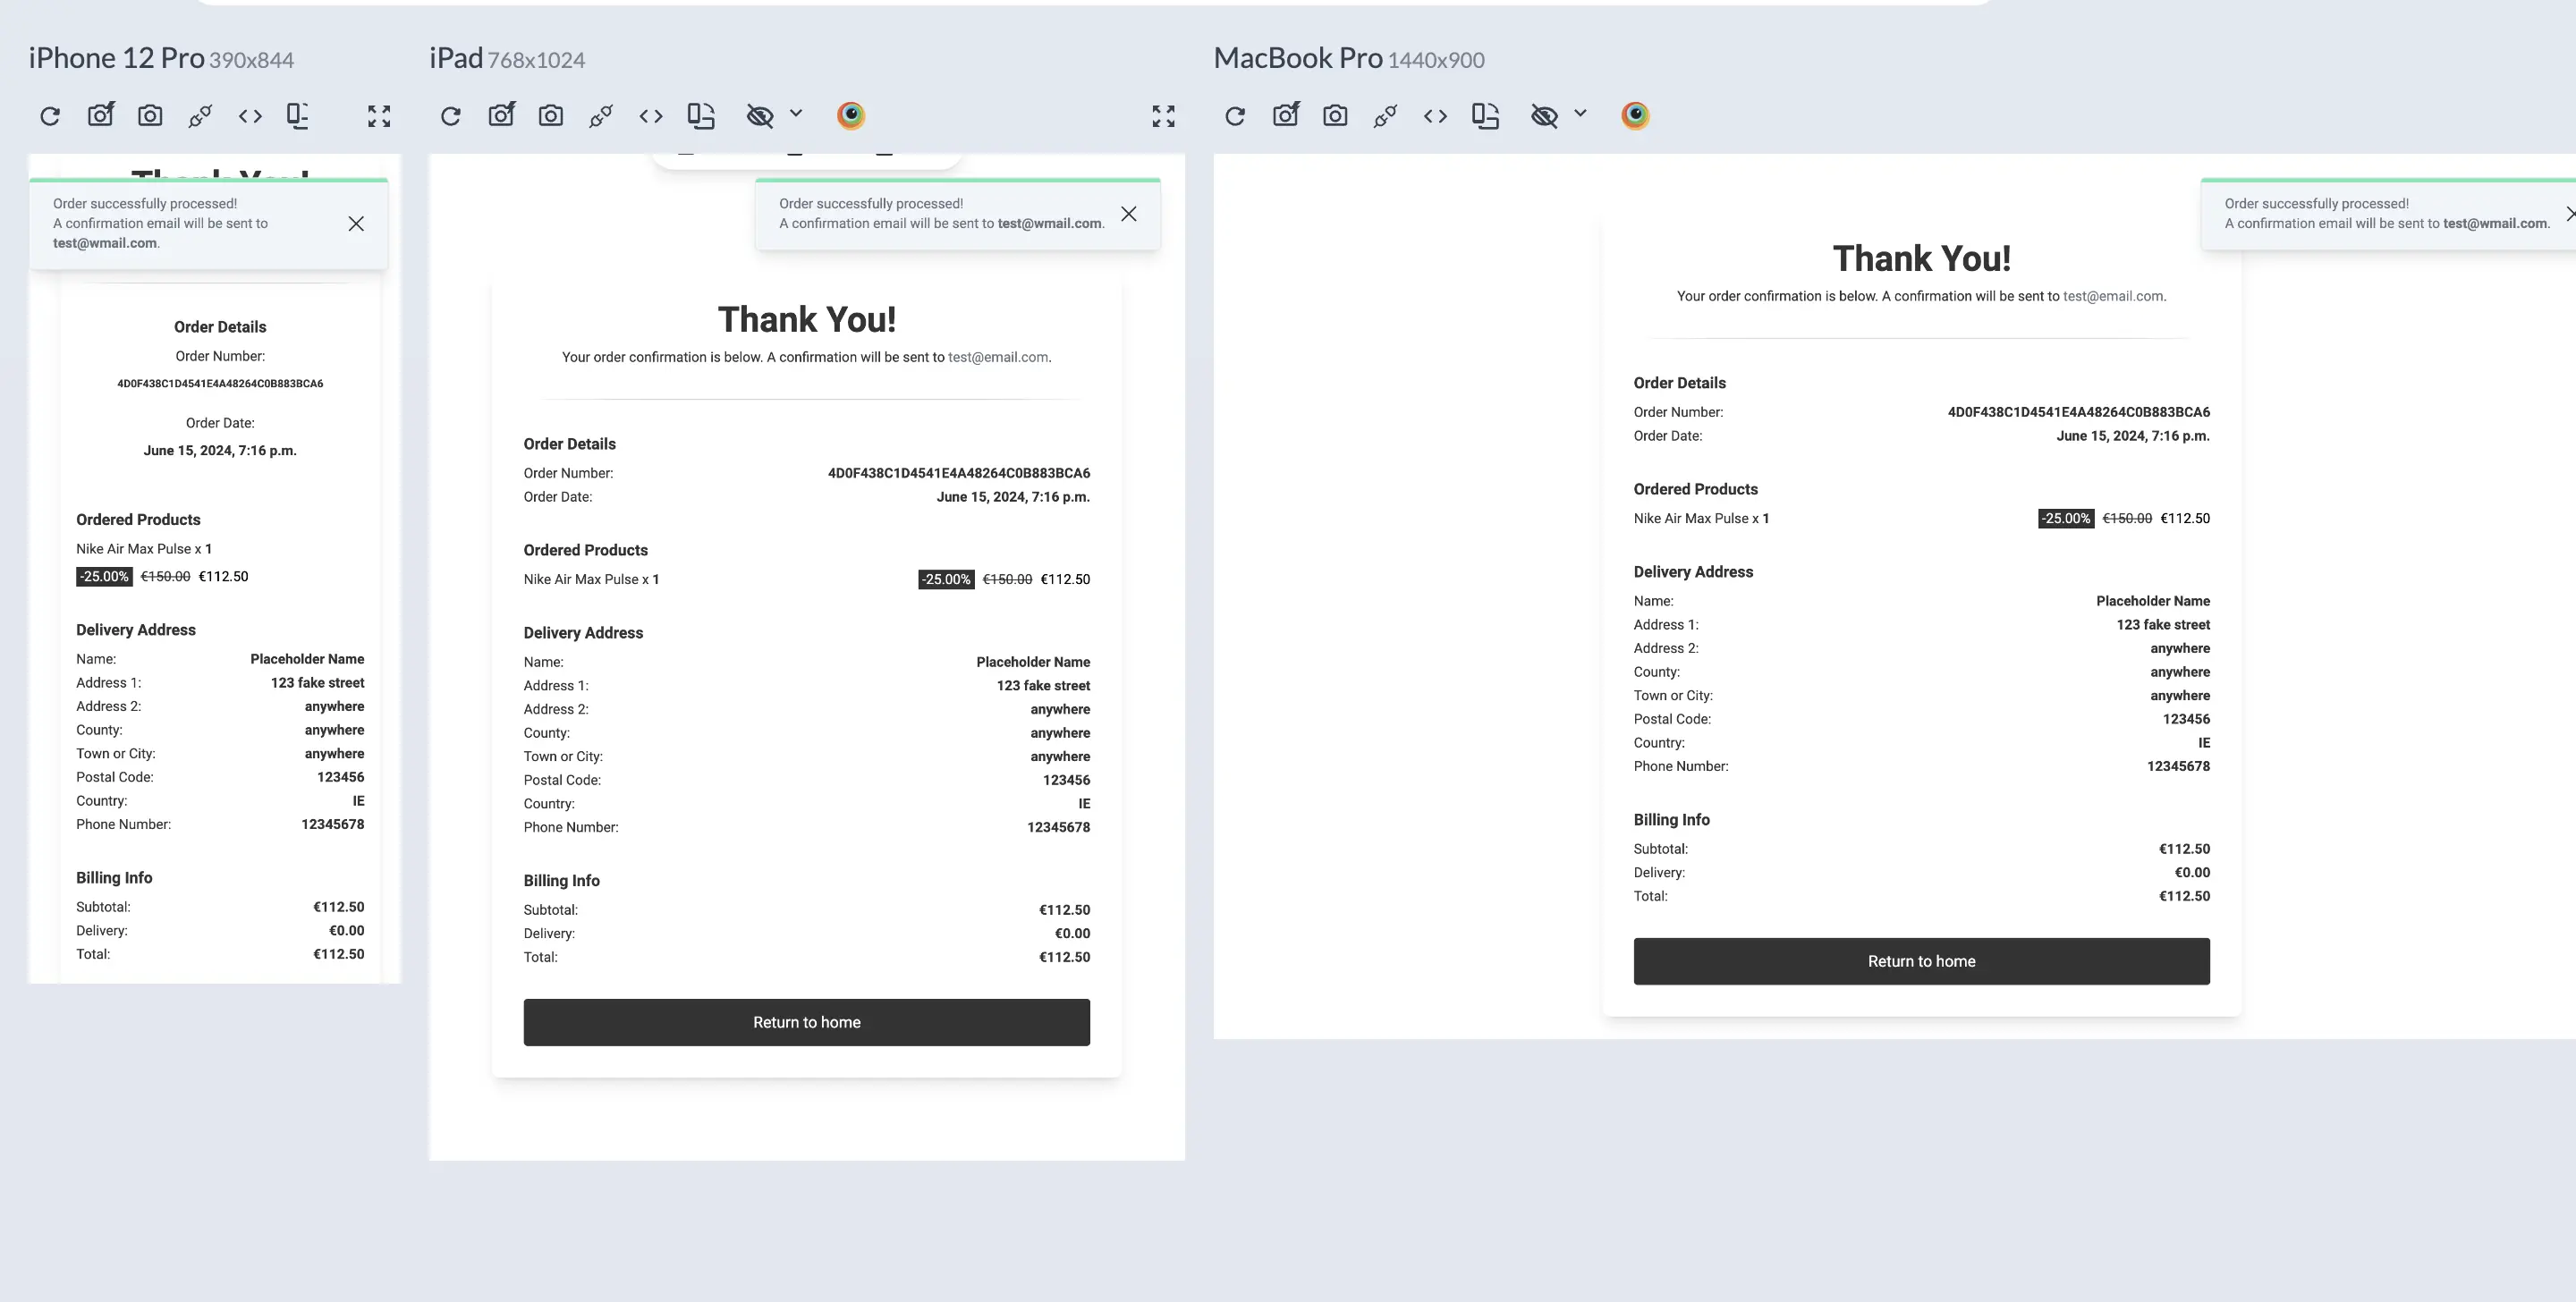 iPhone 12 Pro 390x844
Thank You!
Order successfully processed!
A confirmation email will be sent to
test@wmail.com.
Order Details
Order Number:
4D0F438C1D4541E4A48264C0B883BCA6
Order Date:
June 15, 2024, 7:16 p.m.
Ordered Products
Nike Air Max Pulse x 1
-25.00% €150.00 €112.50
Delivery Address
Name: Placeholder Name
Address 1: 123 fake street
Address 2: anywhere
County: anywhere
Town or City: anywhere
Postal Code: 123456
Country: IE
Phone Number: 12345678
Billing Info
Subtotal: €112.50
Delivery: €0.00
Total: €112.50
iPad 768x1024
Order successfully processed!
A confirmation email will be sent to test@wmail.com.
Thank You!
Your order confirmation is below. A confirmation will be sent to test@email.com.
Order Details
Order Number: 4D0F438C1D4541E4A48264C0B883BCA6
Order Date: June 15, 2024, 7:16 p.m.
Ordered Products
Nike Air Max Pulse x 1 -25.00% €150.00 €112.50
Delivery Address
Name: Placeholder Name
Address 1: 123 fake street
Address 2: anywhere
County: anywhere
Town or City: anywhere
Postal Code: 123456
Country: IE
Phone Number: 12345678
Billing Info
Subtotal: €112.50
Delivery: €0.00
Total: €112.50
Return to home
MacBook Pro 1440x900
Order successfully processed!
A confirmation email will be sent to test@wmail.com.
Thank You!
Your order confirmation is below. A confirmation will be sent to test@email.com.
Order Details
Order Number: 4D0F438C1D4541E4A48264C0B883BCA6
Order Date: June 15, 2024, 7:16 p.m.
Ordered Products
Nike Air Max Pulse x 1 -25.00% €150.00 €112.50
Delivery Address
Name: Placeholder Name
Address 1: 123 fake street
Address 2: anywhere
County: anywhere
Town or City: anywhere
Postal Code: 123456
Country: IE
Phone Number: 12345678
Billing Info
Subtotal: €112.50
Delivery: €0.00
Total: €112.50
Return to home